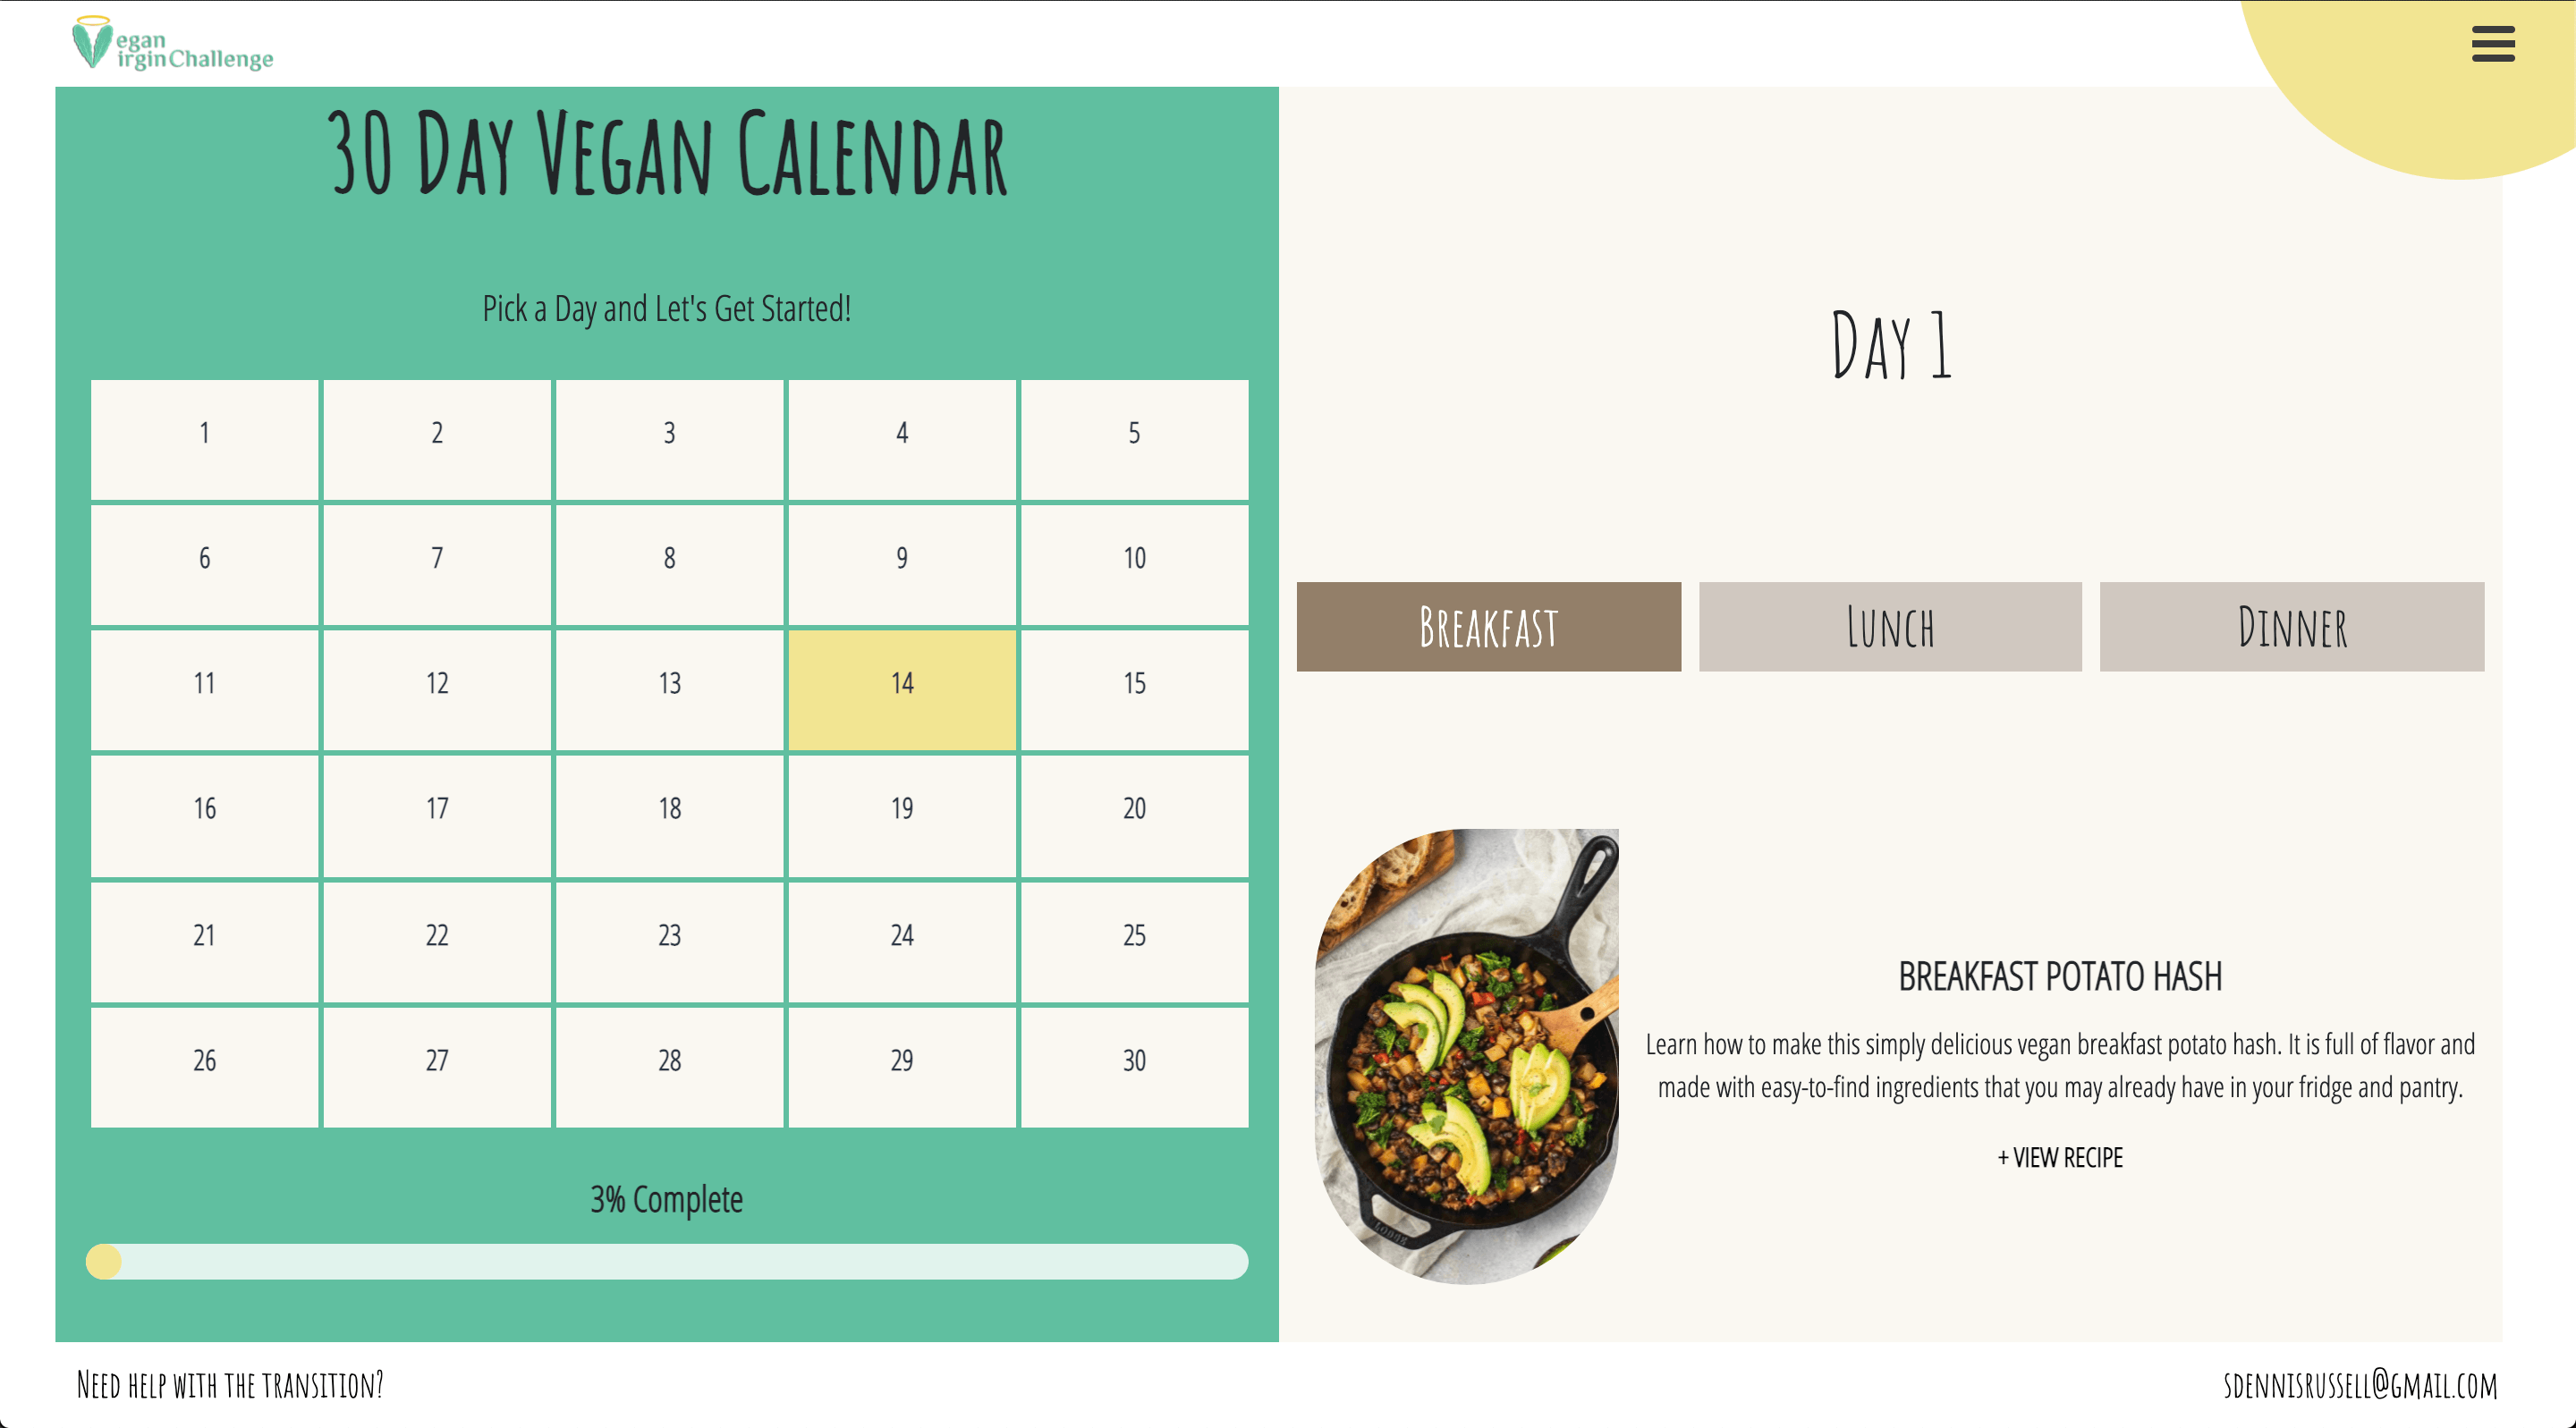 egan
irgin Challenge
30 Day Vegan Calendar
Pick a Day and Let's Get Started!
1 2 3 4 5
6 7 8 9 10
11 12 13 14 15
16 17 18 19 20
21 22 23 24 25
26 27 28 29 30
3% Complete
Day 1
Breakfast Lunch Dinner
BREAKFAST POTATO HASH
Learn how to make this simply delicious vegan breakfast potato hash. It is full of flavor and
made with easy-to-find ingredients that you may already have in your fridge and pantry.
+ VIEW RECIPE
Need help with the transition?
sdennisrussell@gmail.com